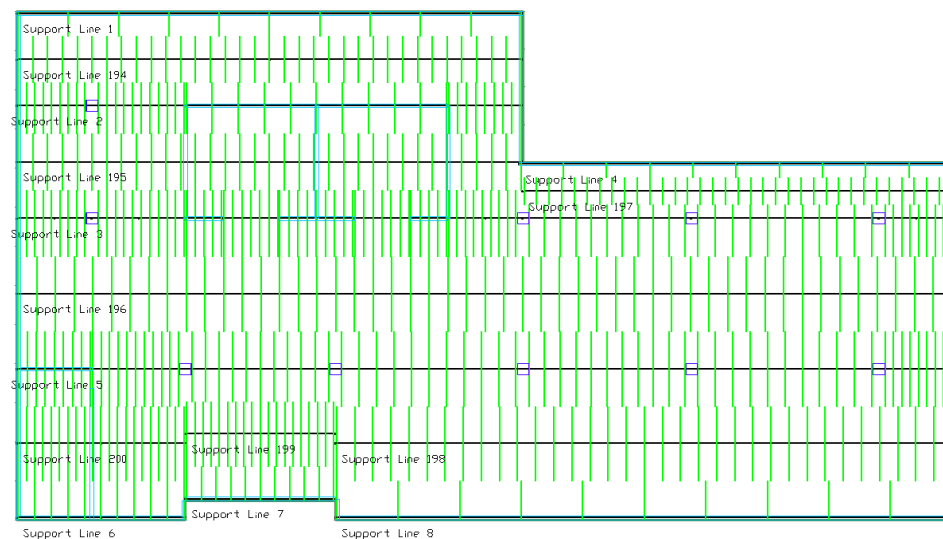 Support Line 1
Support Line 194
Support Line 2
Support Line 195
Support Line 4
Support Line 197
Support Line 3
Support Line 196
Support Line 5
Support Line 199
Support Line 200
Support Line 198
Support Line 7
Support Line 6
Support Line 8